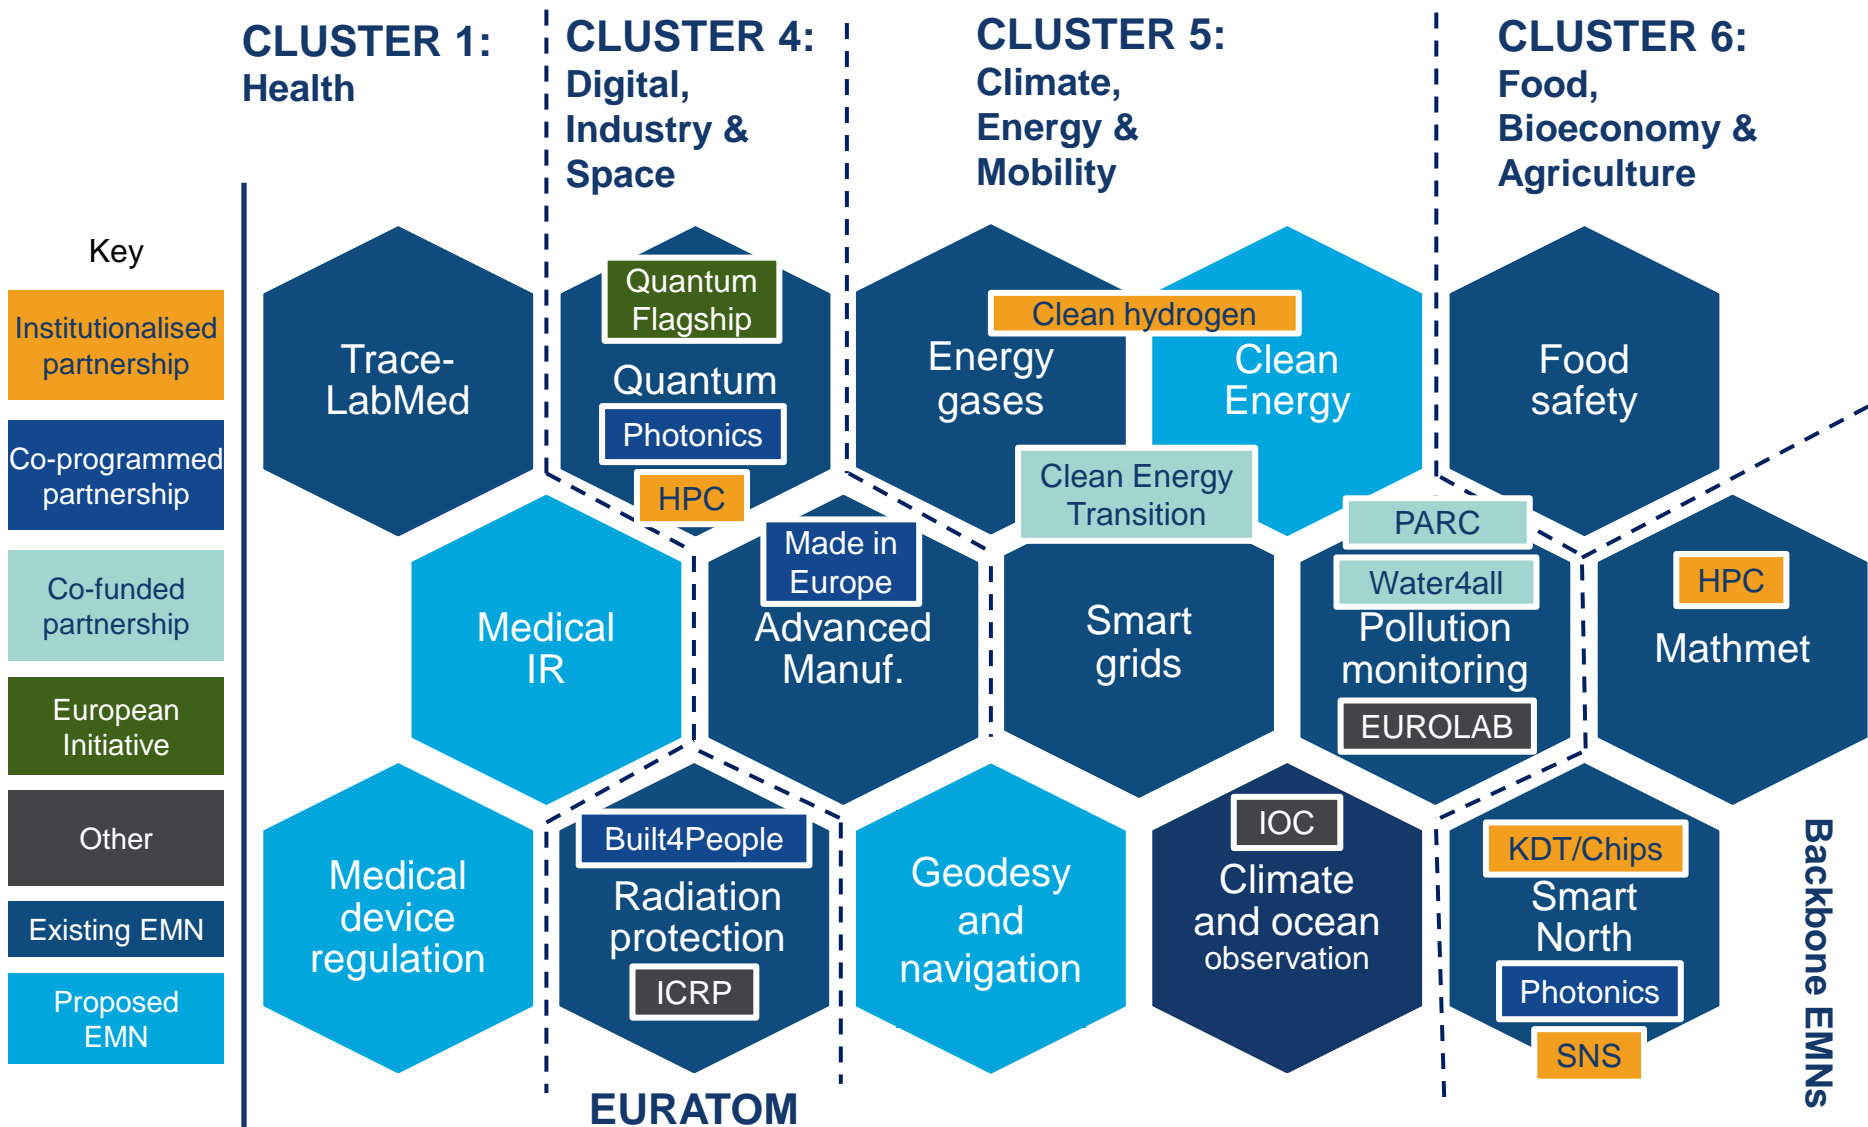 CLUSTER 1:
Health
CLUSTER 4:
Digital,
Industry &
Space
CLUSTER 5:
Climate,
Energy &
Mobility
CLUSTER 6:
Food,
Bioeconomy &
Agriculture
Key
Institutionalised
partnership
Co-programmed
partnership
Co-funded
partnership
European
Initiative
Other
Existing EMN
Proposed
EMN
Trace-
LabMed
Quantum
Flagship
Quantum
Photonics
HPC
Clean hydrogen
Energy
gases
Clean
Energy
Clean Energy
Transition
Food
safety
Medical
IR
Made in
Europe
Advanced
Manuf.
Smart
grids
PARC
Water4all
Pollution
monitoring
EUROLAB
HPC
Mathmet
Medical
device
regulation
Built4People
Radiation
protection
ICRP
Geodesy
and
navigation
IOC
Climate
and ocean
observation
KDT/Chips
Smart
North
Photonics
SNS
EURATOM
Backbone EMNs